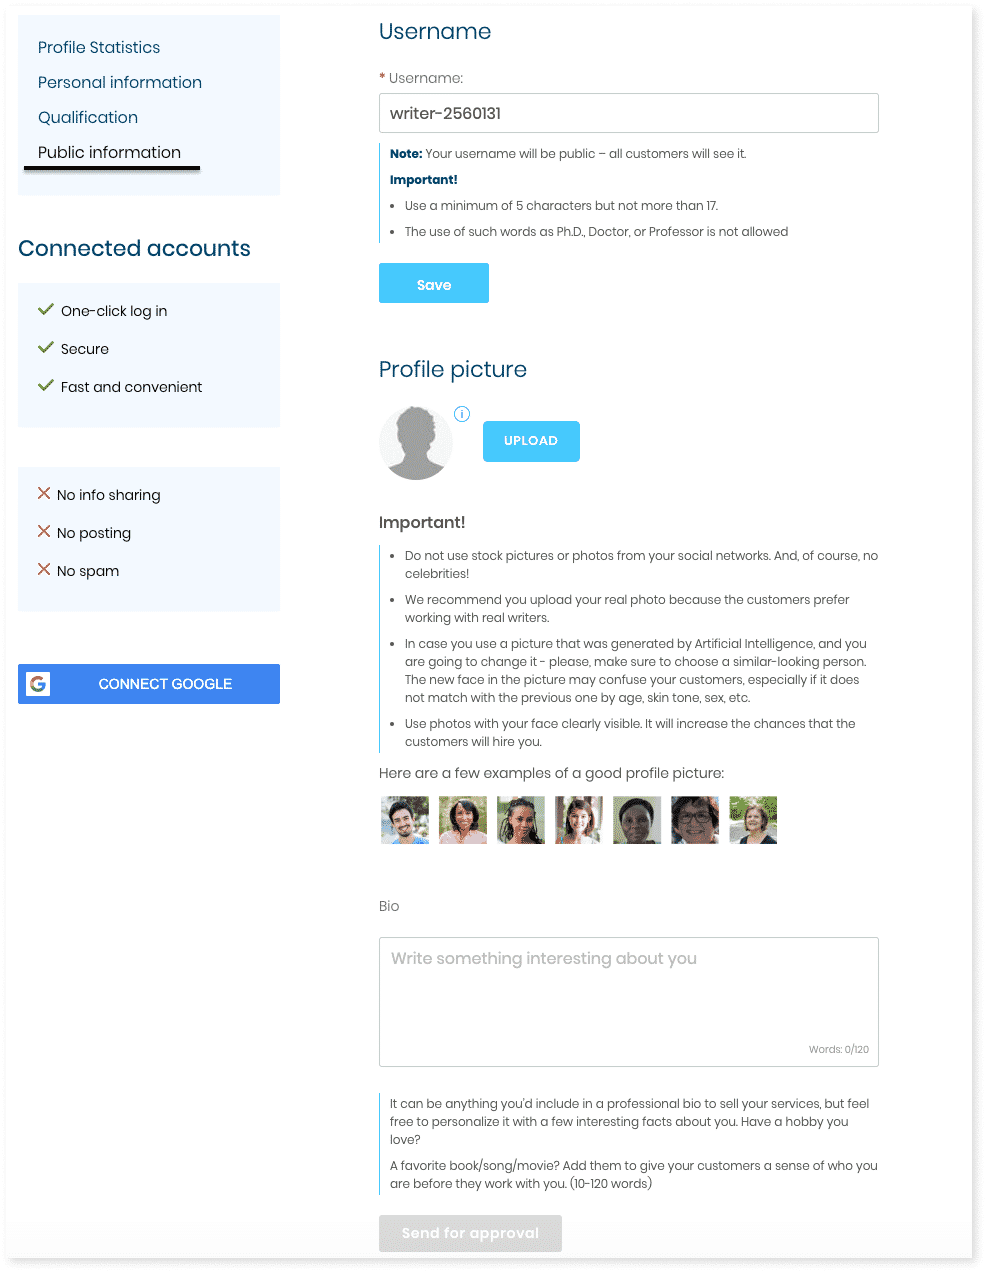 Profile Statistics
Personal information
Qualification
Public information
Connected accounts
One-click log in
Secure
Fast and convenient
No info sharing
No posting
No spam
CONNECT GOOGLE
Username
* Username:
writer-2560131
Note: Your username will be public – all customers will see it.
Important!
• Use a minimum of 5 characters but not more than 17.
• The use of such words as Ph.D., Doctor, or Professor is not allowed
Save
Profile picture
i
UPLOAD
Important!
• Do not use stock pictures or photos from your social networks. And, of course, no
celebrities!
• We recommend you upload your real photo because the customers prefer
working with real writers.
• In case you use a picture that was generated by Artificial Intelligence, and you
are going to change it - please, make sure to choose a similar-looking person.
The new face in the picture may confuse your customers, especially if it does
not match with the previous one by age, skin tone, sex, etc.
• Use photos with your face clearly visible. It will increase the chances that the
customers will hire you.
Here are a few examples of a good profile picture:
Bio
Write something interesting about you
Words: 0/120
It can be anything you'd include in a professional bio to sell your services, but feel
free to personalize it with a few interesting facts about you. Have a hobby you
love?
A favorite book/song/movie? Add them to give your customers a sense of who you
are before they work with you. (10-120 words)
Send for approval